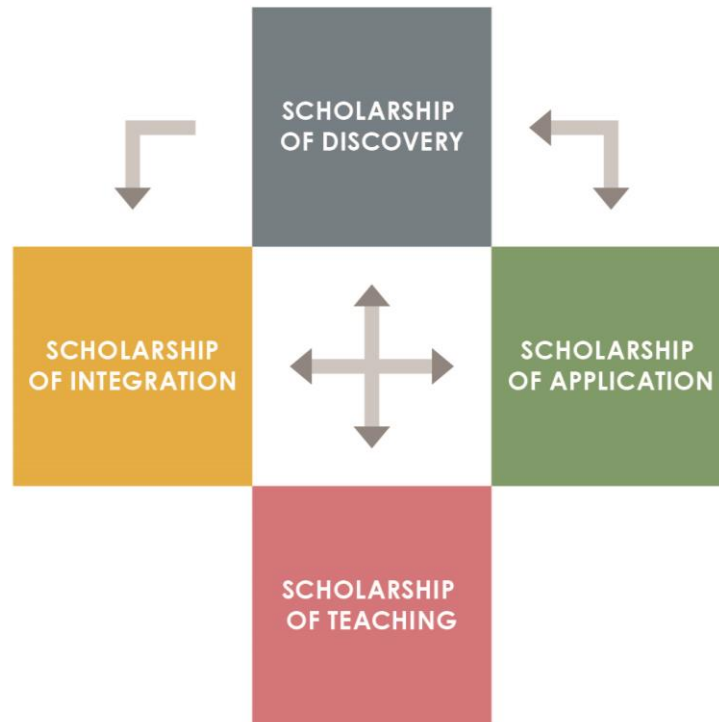 SCHOLARSHIP
OF DISCOVERY
SCHOLARSHIP
OF INTEGRATION
SCHOLARSHIP
OF APPLICATION
SCHOLARSHIP
OF TEACHING